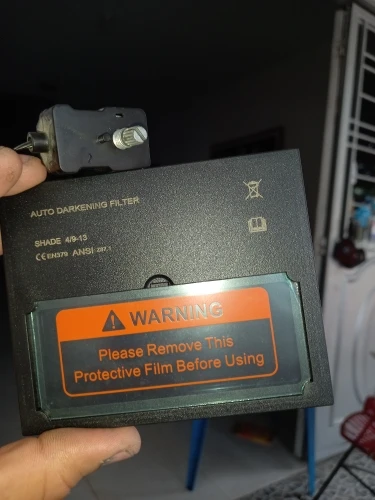 AUTO DARKENING FILTER
SHADE 4/9-13
CE EN379 ANSI Z87.1
WARNING
Please Remove This
Protective Film Before Using